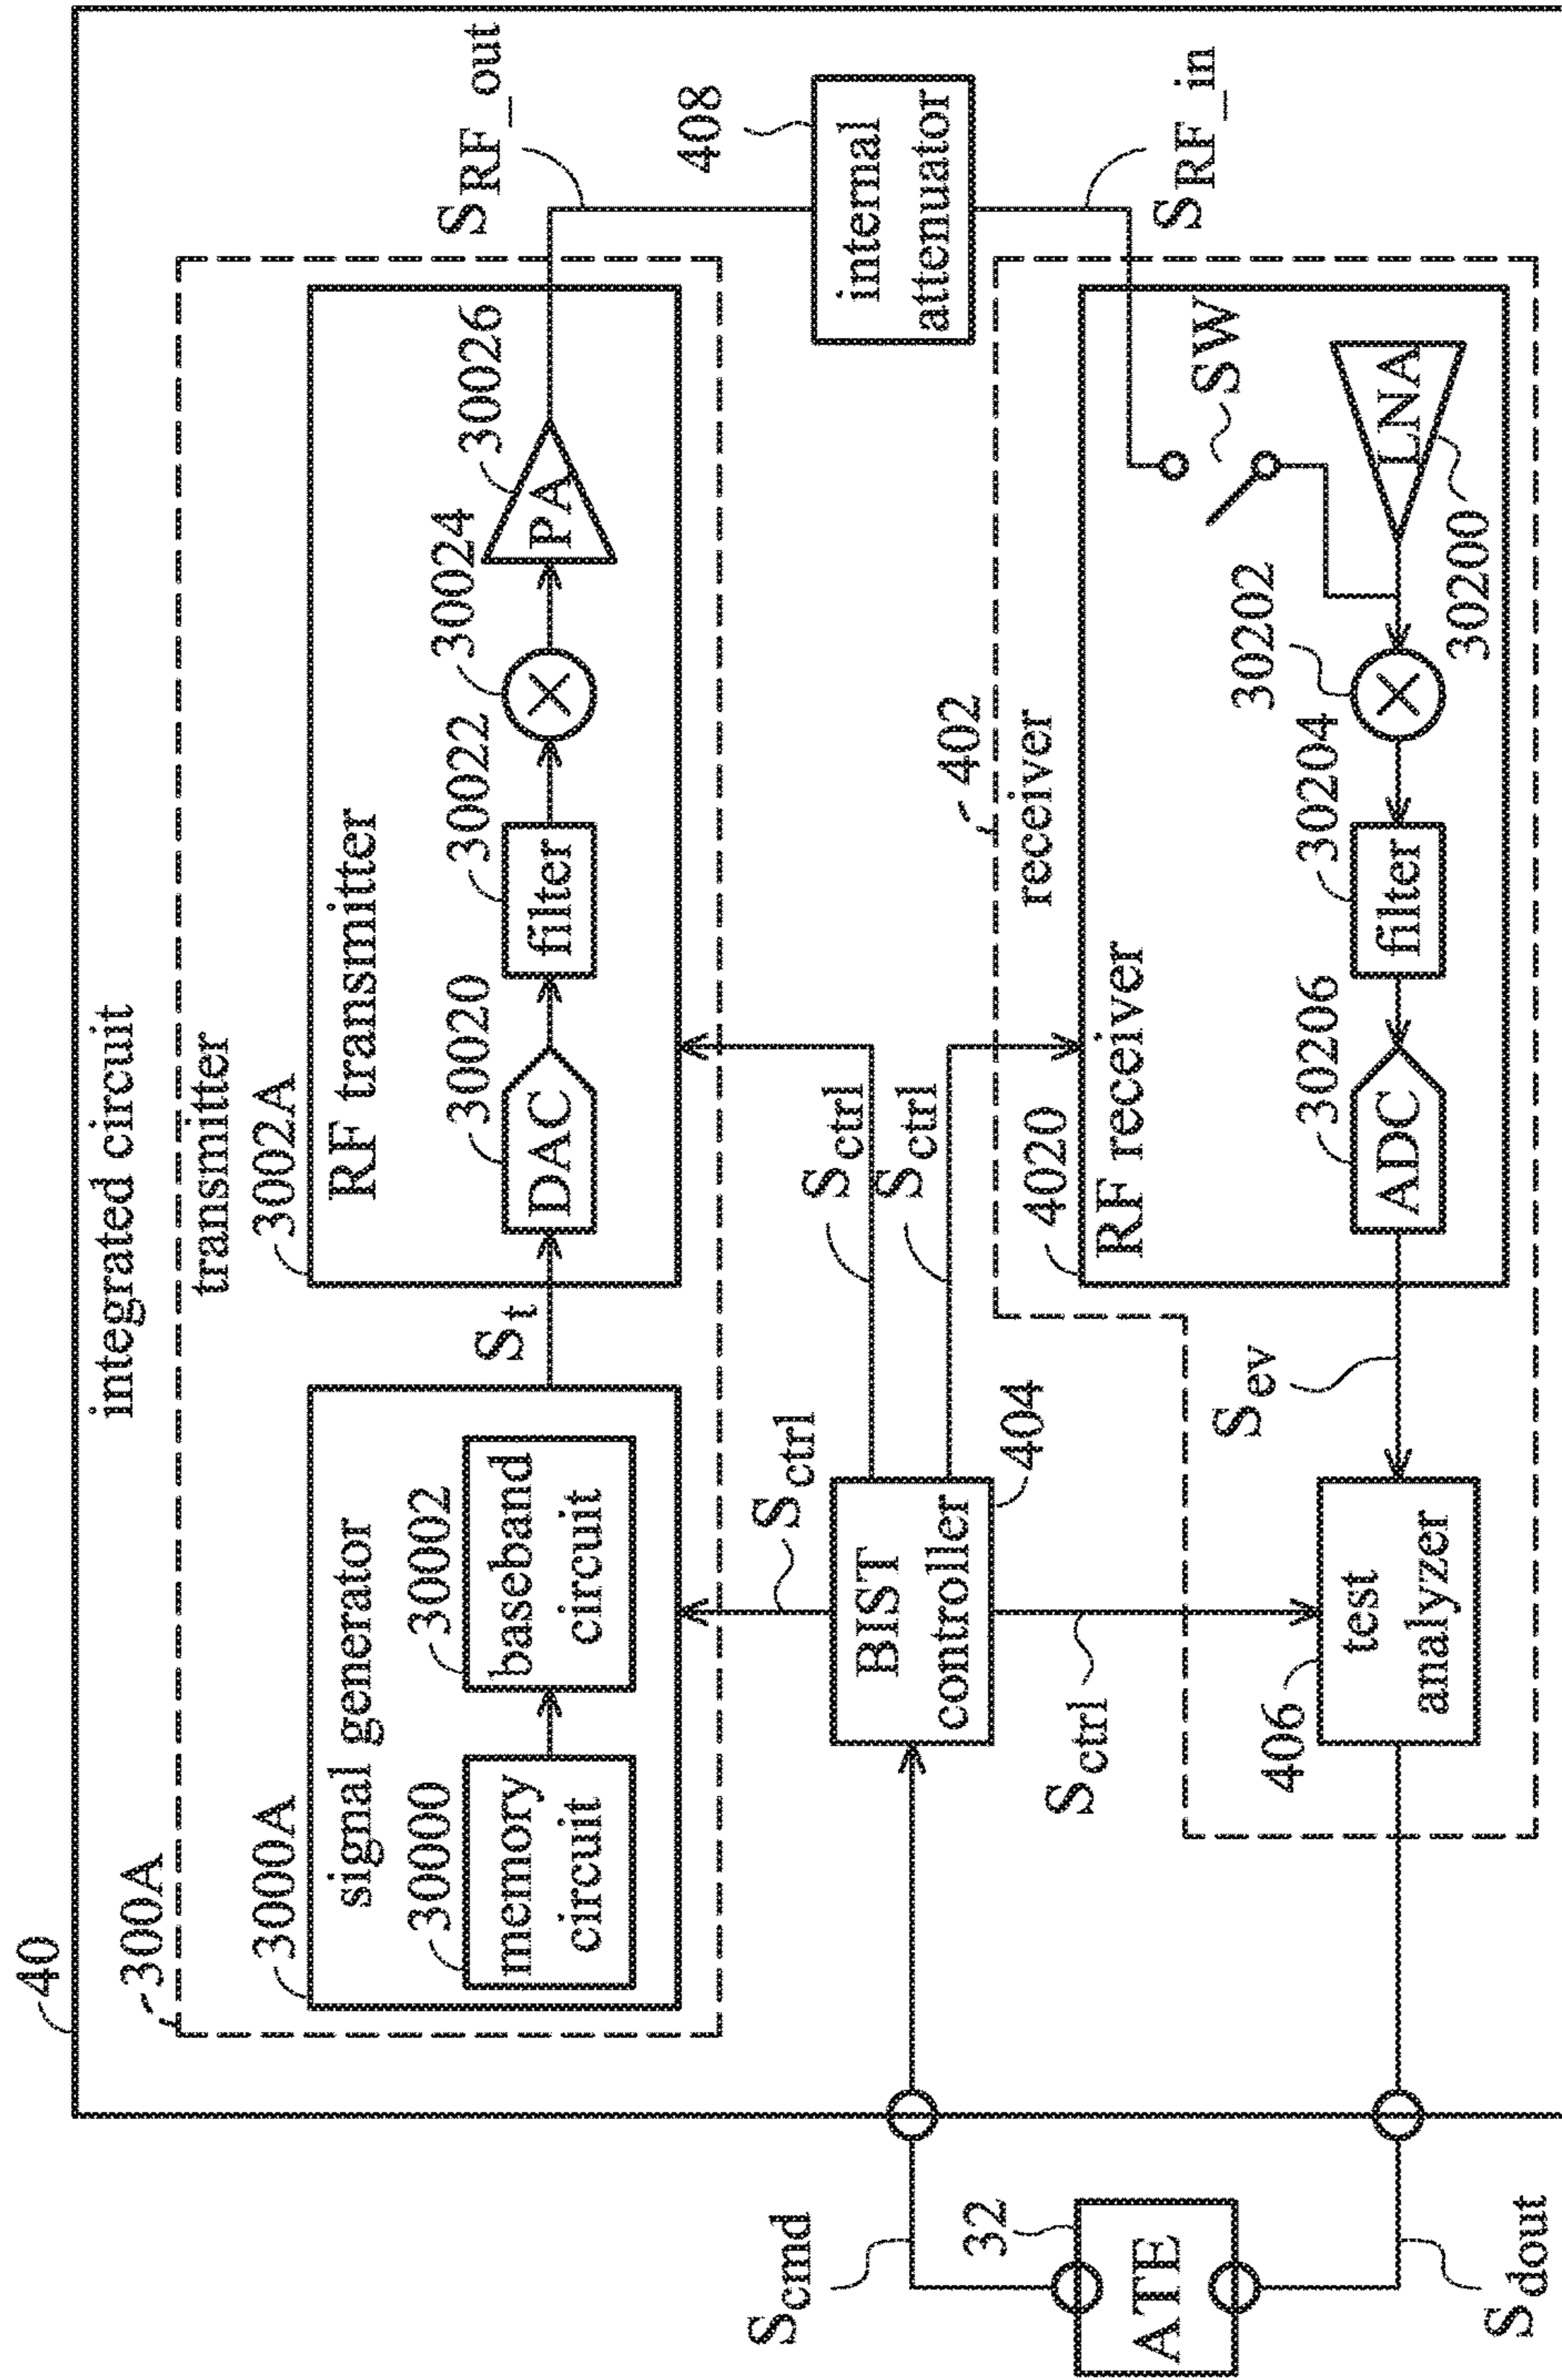 40
integrated circuit
300A
transmitter
3000A
signal generator
30000
memory
circuit
30002
baseband
circuit
St
3002A
RF transmitter
30020
DAC
30022
filter
30024
30026
PA
SRF_out
408
internal
attenuator
SRF_in
Sctrl
Sctrl
Sctrl
Sctrl
BIST
controller
404
Scmd
32
ATE
Sdout
402
receiver
4020
RF receiver
SW
LNA
30200
30202
30204
filter
30206
ADC
Sev
406
test
analyzer